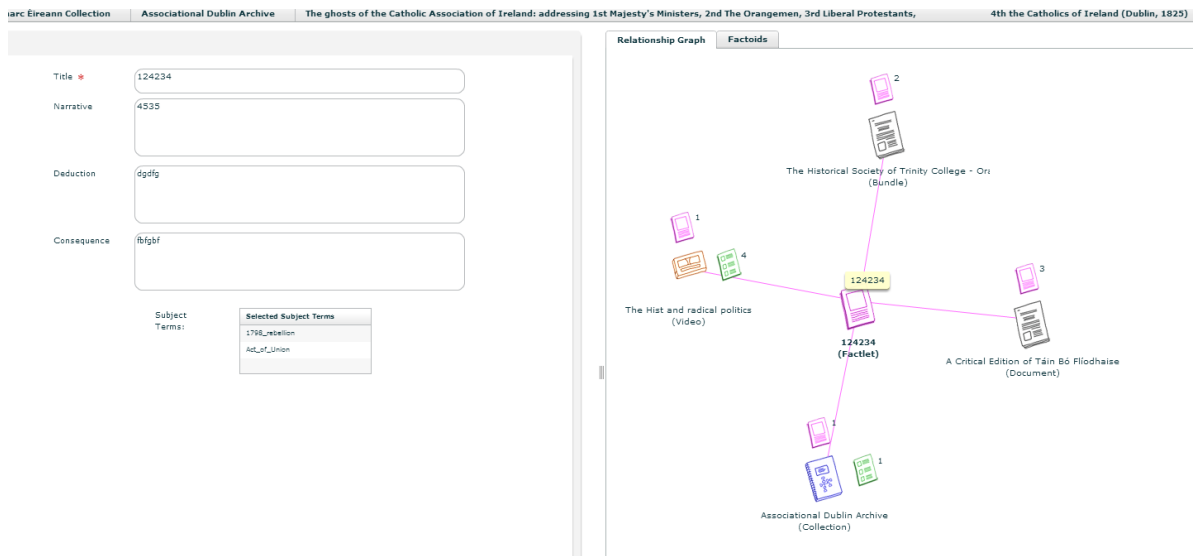 narc Éireann Collection
Associational Dublin Archive
The ghosts of the Catholic Association of Ireland: addressing 1st Majesty's Ministers, 2nd The Orangemen, 3rd Liberal Protestants,
4th the Catholics of Ireland (Dublin, 1825)
Title *
124234
Narrative
4535
Deduction
dgdfg
Consequence
fbfgbf
Subject
Terms:
Selected Subject Terms
1798_rebellion
Act_of_Union
Relationship Graph
Factoids
2
The Historical Society of Trinity College - Ora
(Bundle)
1
4
The Hist and radical politics
(Video)
124234
124234
(Factlet)
3
A Critical Edition of Táin Bó Flíodhaise
(Document)
1
1
Associational Dublin Archive
(Collection)